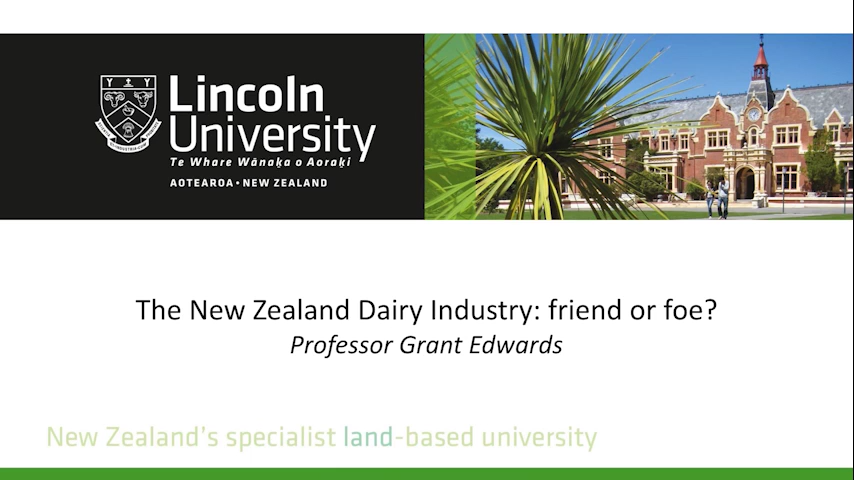 Lincoln
University
Te Whare Wānaka o Aoraki
AOTEAROA • NEW ZEALAND
The New Zealand Dairy Industry: friend or foe?
Professor Grant Edwards
New Zealand's specialist land-based university